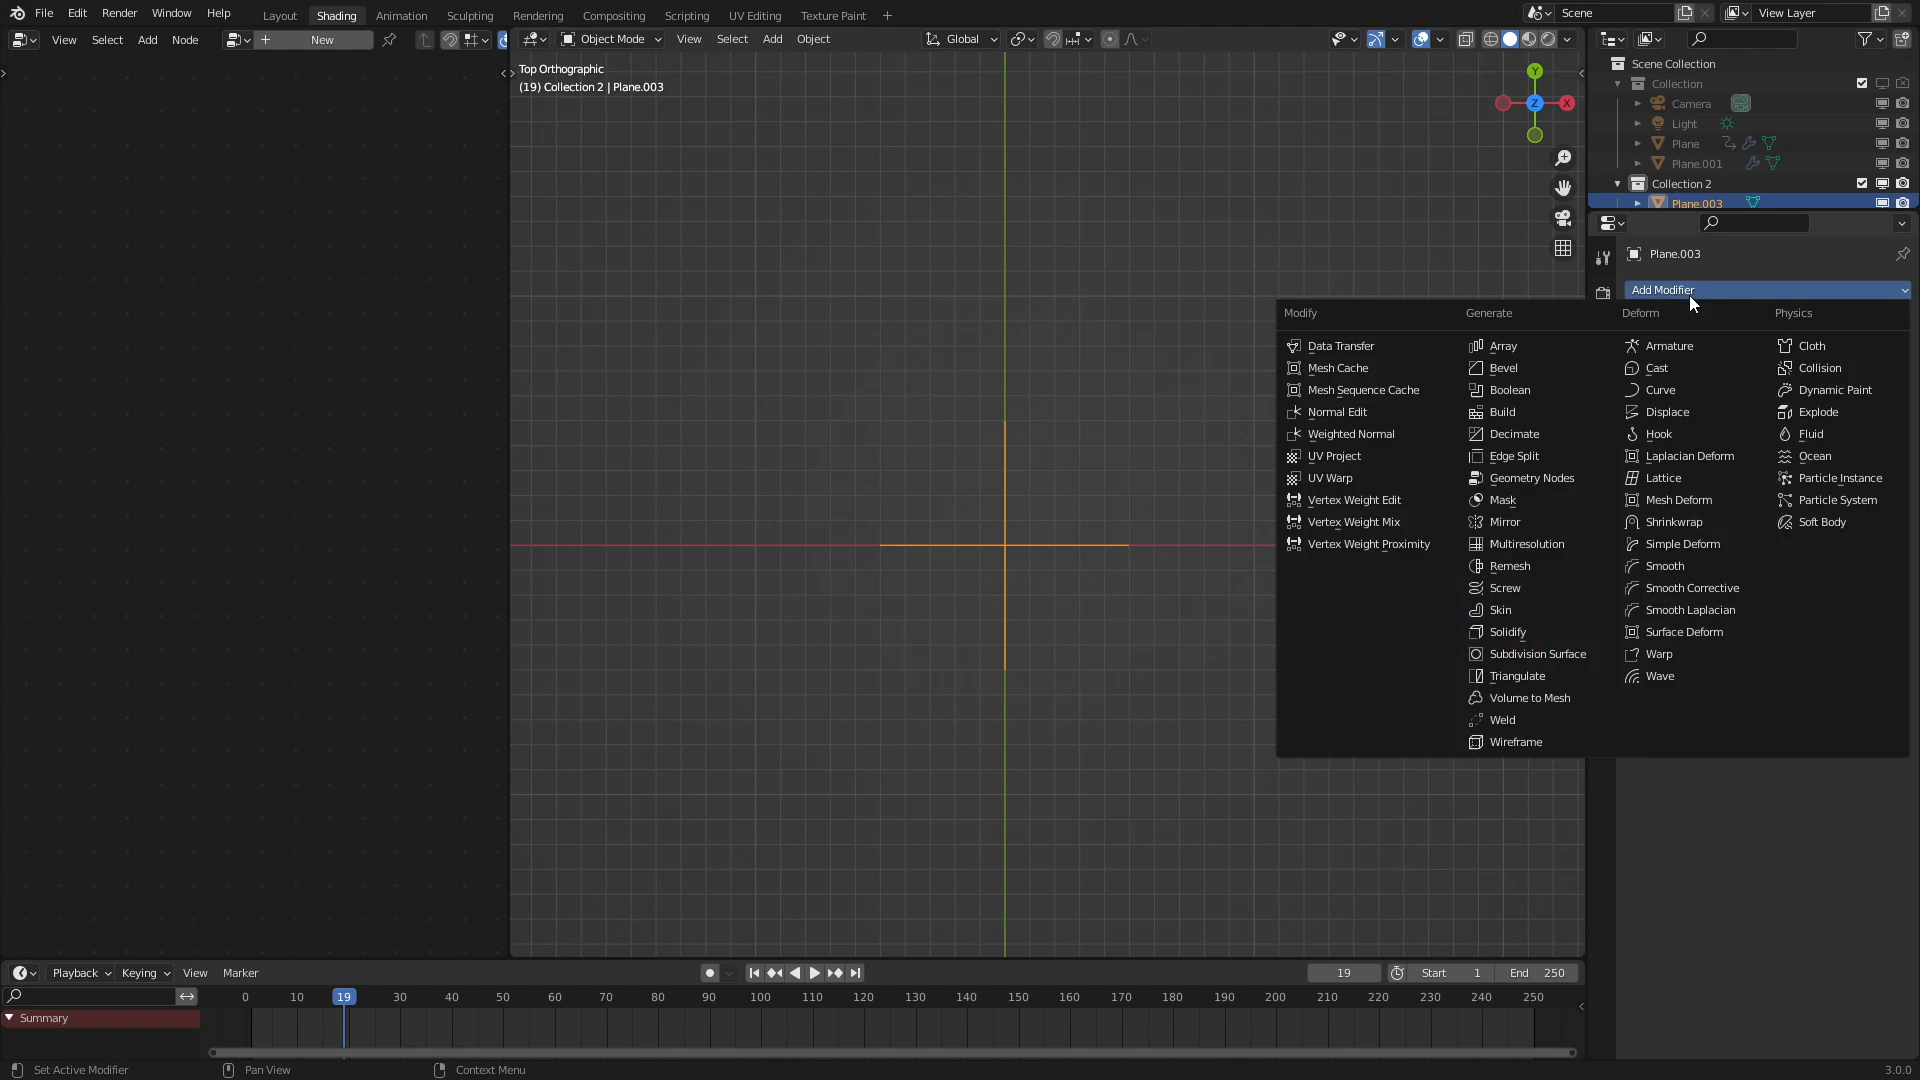 File Edit Render Window Help
Layout Shading Animation Sculpting Rendering Compositing Scripting UV Editing Texture Paint +
Scene
View Layer
View Select Add Node
New
Object Mode
View Select Add Object
Global
Top Orthographic
(19) Collection 2 | Plane.003
Y
Z
X
Scene Collection
Collection
Camera
Light
Plane
Plane.001
Collection 2
Plane.003
Plane.003
Add Modifier
Modify
Data Transfer
Mesh Cache
Mesh Sequence Cache
Normal Edit
Weighted Normal
UV Project
UV Warp
Vertex Weight Edit
Vertex Weight Mix
Vertex Weight Proximity
Generate
Array
Bevel
Boolean
Build
Decimate
Edge Split
Geometry Nodes
Mask
Mirror
Multiresolution
Remesh
Screw
Skin
Solidify
Subdivision Surface
Triangulate
Volume to Mesh
Weld
Wireframe
Deform
Armature
Cast
Curve
Displace
Hook
Laplacian Deform
Lattice
Mesh Deform
Shrinkwrap
Simple Deform
Smooth
Smooth Corrective
Smooth Laplacian
Surface Deform
Warp
Wave
Physics
Cloth
Collision
Dynamic Paint
Explode
Fluid
Ocean
Particle Instance
Particle System
Soft Body
Playback Keying View Marker
19
Start 1
End 250
0 10 19 30 40 50 60 70 80 90 100 110 120 130 140 150 160 170 180 190 200 210 220 230 240 250
Summary
Set Active Modifier
Pan View
Context Menu
3.0.0